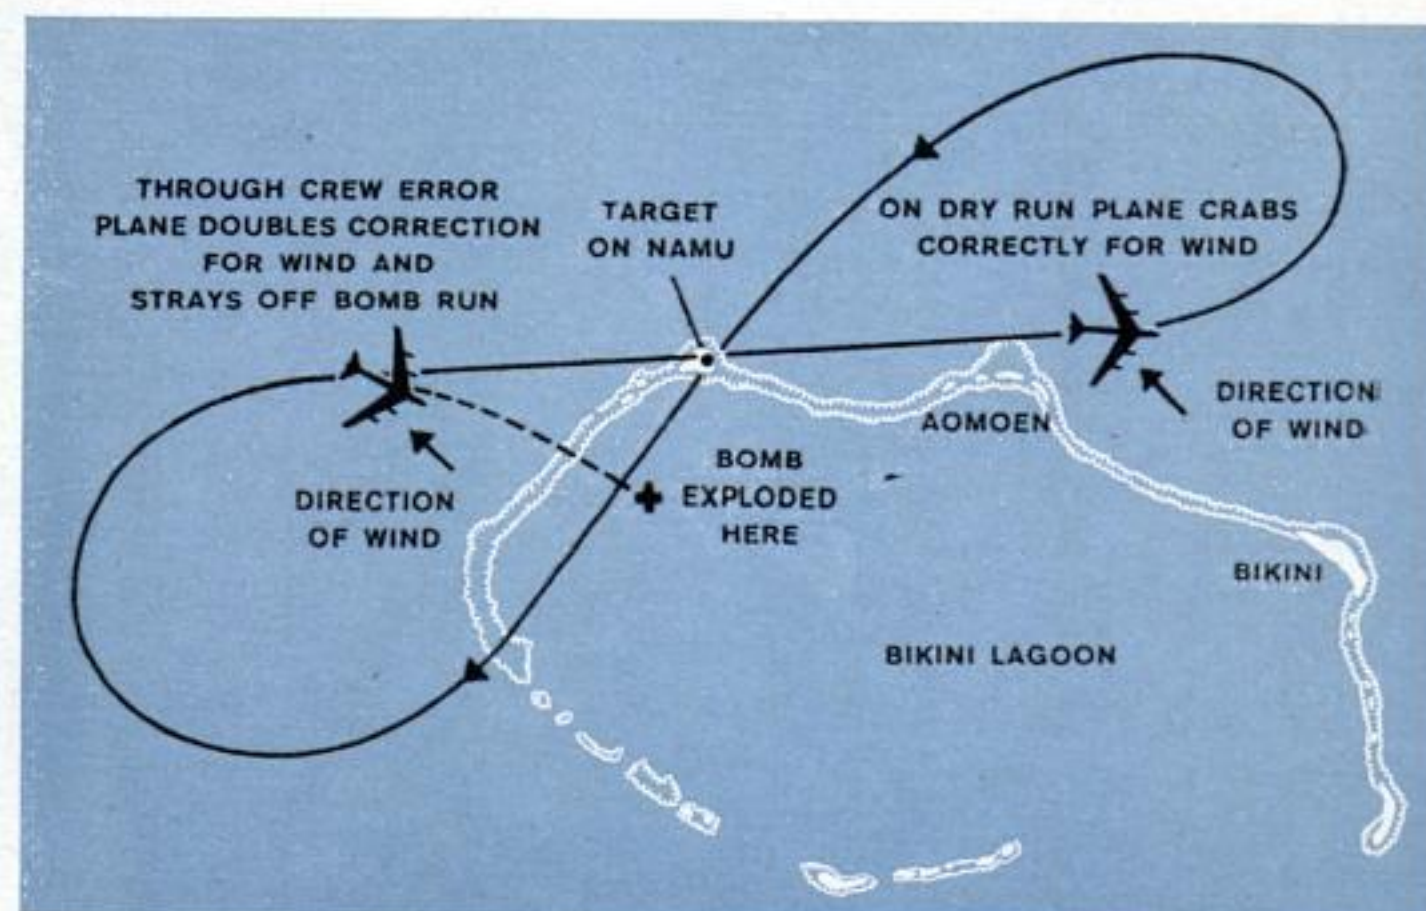 THROUGH CREW ERROR
PLANE DOUBLES CORRECTION
FOR WIND AND
STRAYS OFF BOMB RUN
TARGET
ON NAMU
ON DRY RUN PLANE CRABS
CORRECTLY FOR WIND
DIRECTION
OF WIND
AOMOEN
BOMB
EXPLODED
HERE
DIRECTION
OF WIND
BIKINI
BIKINI LAGOON